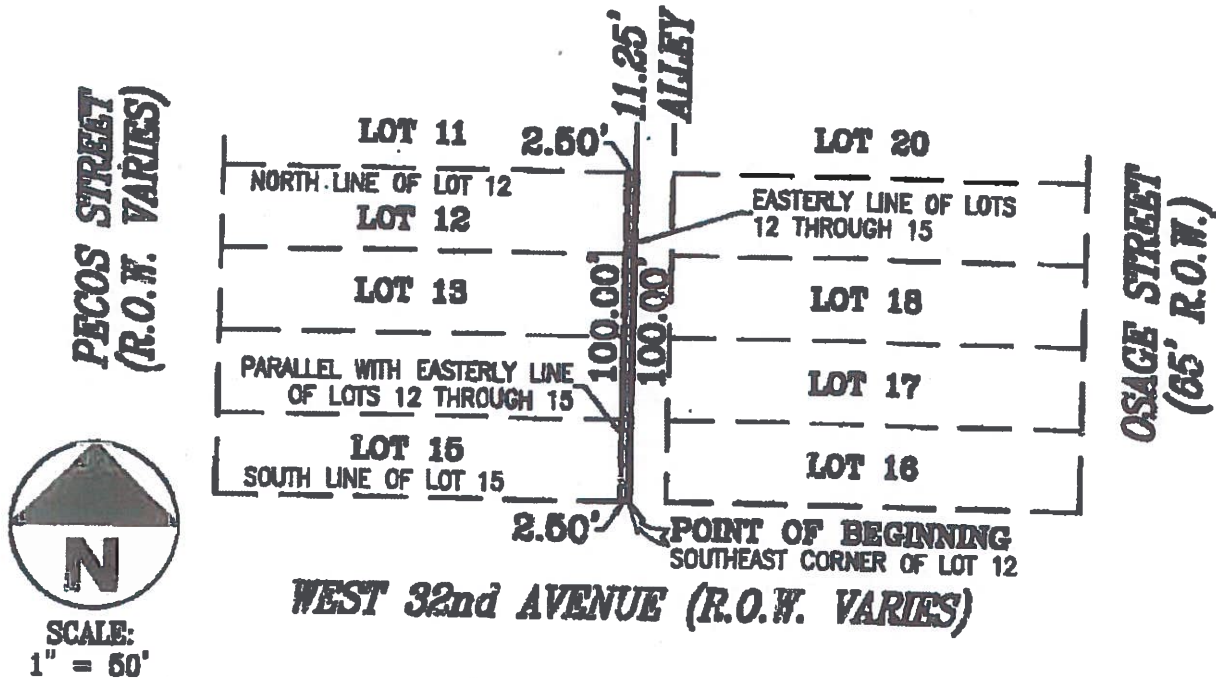 PECOS STREET
(R.O.W. VARIES)
LOT 11
NORTH LINE OF LOT 12
LOT 12
LOT 13
PARALLEL WITH EASTERLY LINE
OF LOTS 12 THROUGH 15
LOT 15
SOUTH LINE OF LOT 15
2.50'
11.25'
ALLEY
100.00'
100.00'
2.50'
LOT 20
EASTERLY LINE OF LOTS
12 THROUGH 15
LOT 18
LOT 17
LOT 16
POINT OF BEGINNING
SOUTHEAST CORNER OF LOT 12
OSAGE STREET
(65' R.O.W.)
WEST 32nd AVENUE (R.O.W. VARIES)
N
SCALE:
1" = 50'